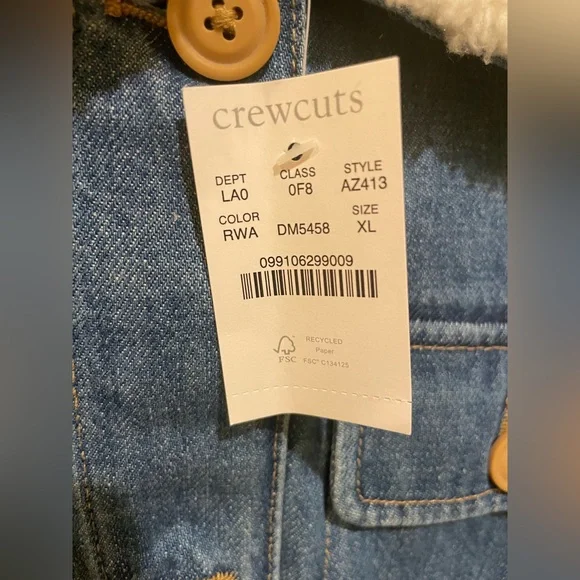 crewcuts
DEPT CLASS STYLE
LA0 0F8 AZ413
COLOR SIZE
RWA DM5458 XL
099106299009
RECYCLED
Paper
FSC FSC® C134125